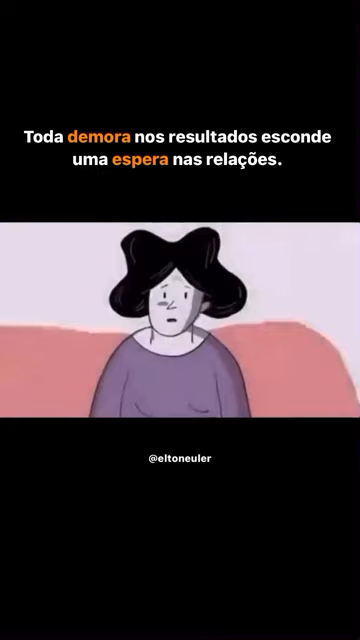 Toda demora nos resultados esconde
uma espera nas relações.
@eltoneuler